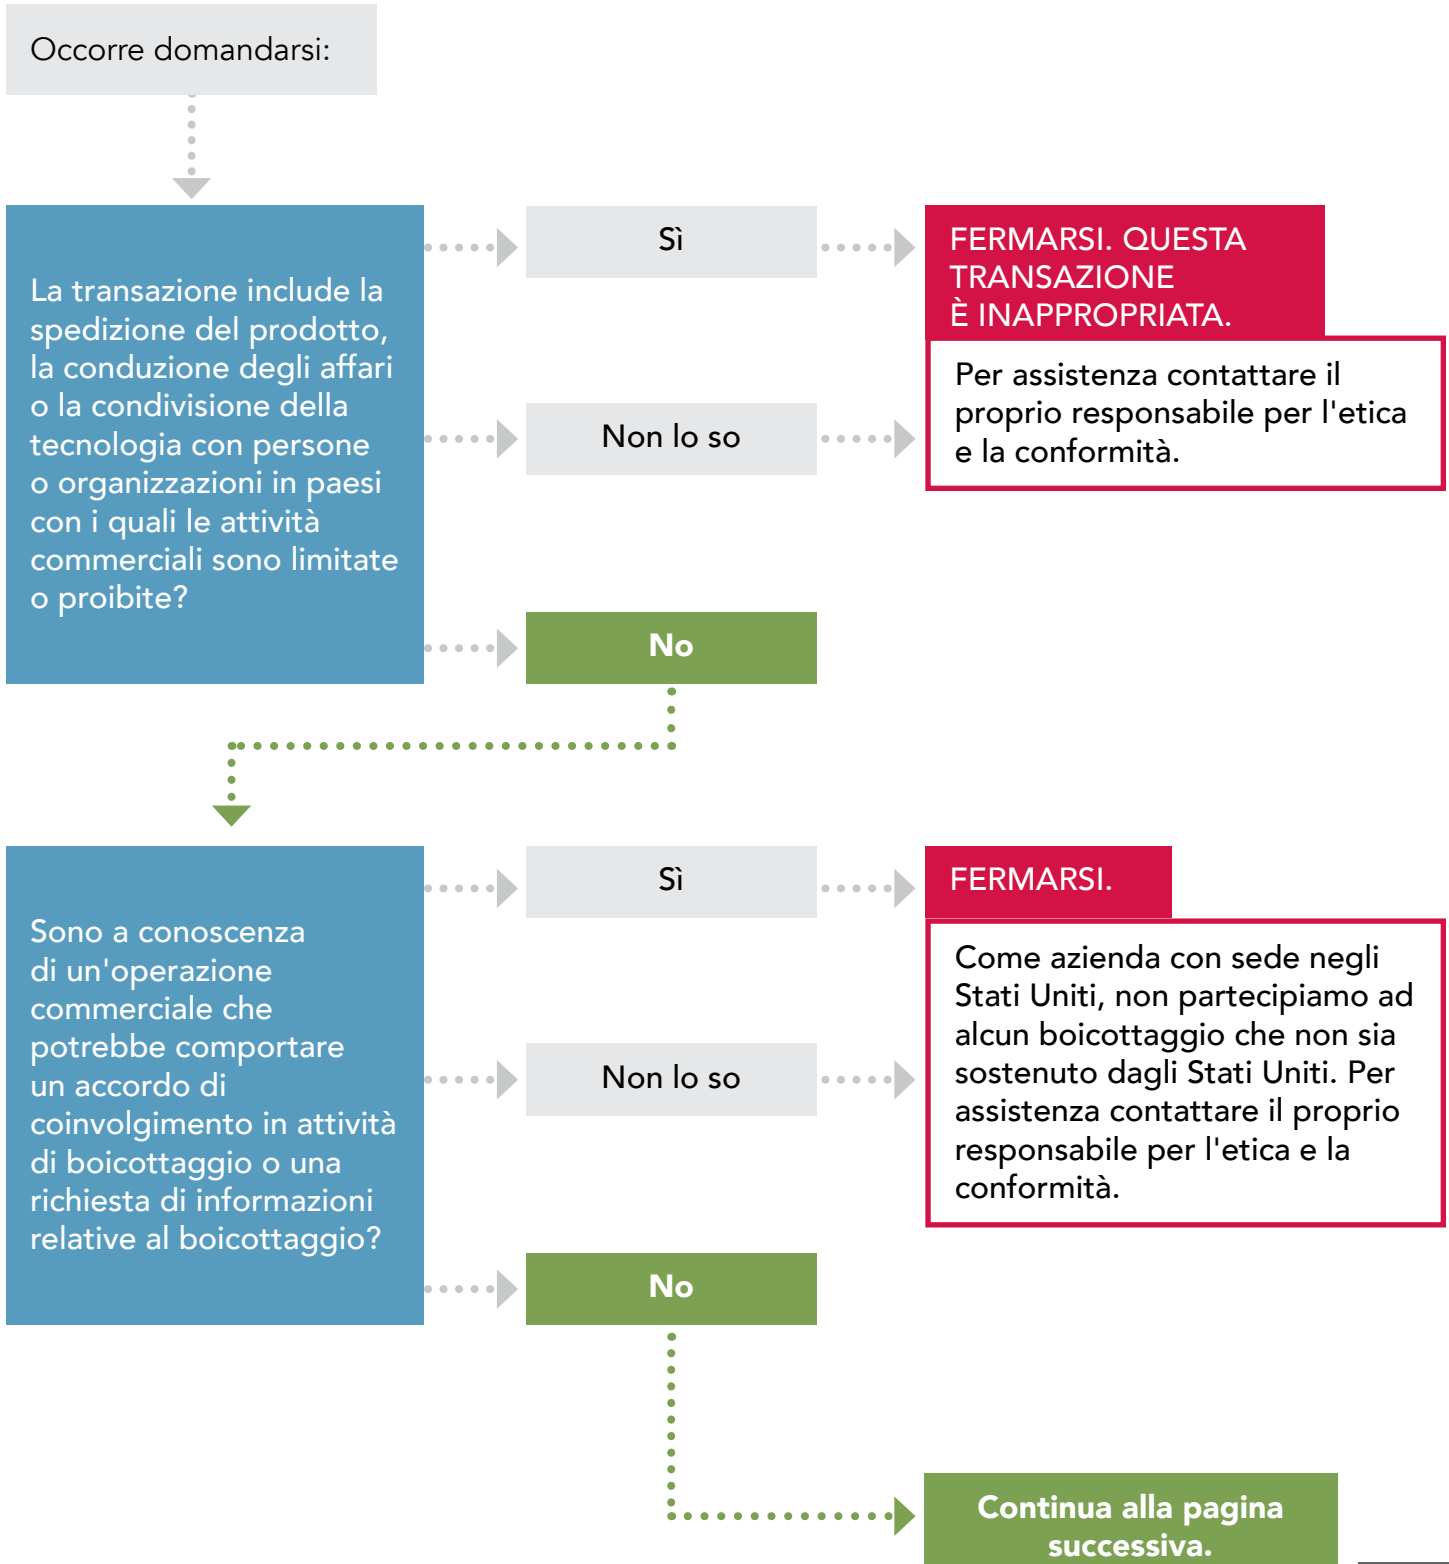 Occorre domandarsi:
La transazione include la
spedizione del prodotto,
la conduzione degli affari
o la condivisione della
tecnologia con persone
o organizzazioni in paesi
con i quali le attività
commerciali sono limitate
o proibite?
Sì
FERMARSI. QUESTA
TRANSAZIONE
È INAPPROPRIATA.
Per assistenza contattare il
proprio responsabile per l'etica
e la conformità.
Non lo so
No
Sono a conoscenza
di un'operazione
commerciale che
potrebbe comportare
un accordo di
coinvolgimento in attività
di boicottaggio o una
richiesta di informazioni
relative al boicottaggio?
Sì
FERMARSI.
Come azienda con sede negli
Stati Uniti, non partecipiamo ad
alcun boicottaggio che non sia
sostenuto dagli Stati Uniti. Per
assistenza contattare il proprio
responsabile per l'etica e la
conformità.
Non lo so
No
Continua alla pagina
successiva.